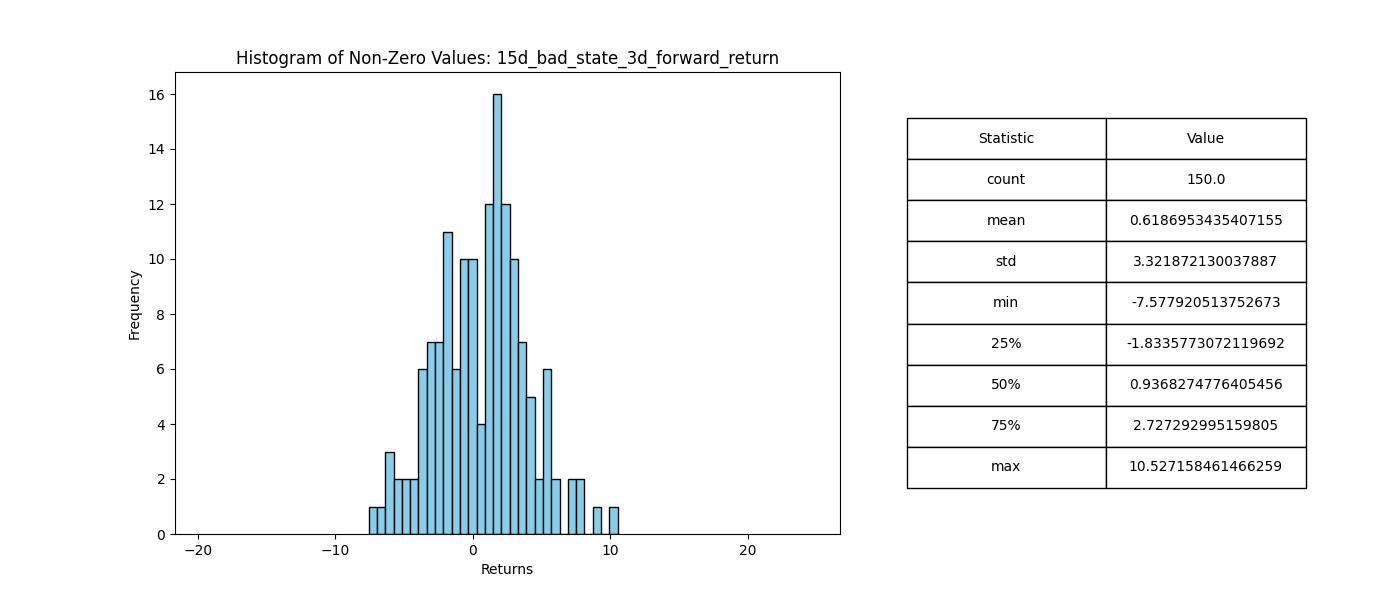 Histogram of Non-Zero Values: 15d_bad_state_3d_forward_return
Frequency
16
14
12
10
8
6
4
2
0
−20
−10
0
10
20
Returns
Statistic Value
count 150.0
mean 0.6186953435407155
std 3.321872130037887
min -7.577920513752673
25% -1.8335773072119692
50% 0.9368274776405456
75% 2.727292995159805
max 10.527158461466259